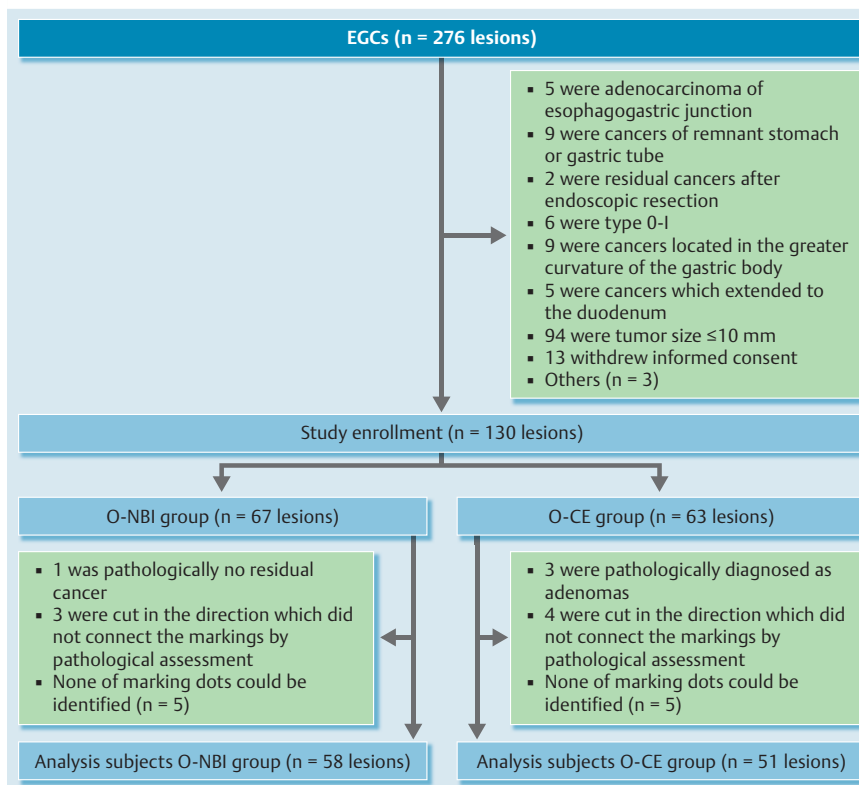 EGCs (n = 276 lesions)
▪ 5 were adenocarcinoma of
esophagogastric junction
▪ 9 were cancers of remnant stomach
or gastric tube
▪ 2 were residual cancers after
endoscopic resection
▪ 6 were type 0-I
▪ 9 were cancers located in the greater
curvature of the gastric body
▪ 5 were cancers which extended to
the duodenum
▪ 94 were tumor size ≤10 mm
▪ 13 withdrew informed consent
▪ Others (n = 3)
Study enrollment (n = 130 lesions)
O-NBI group (n = 67 lesions)
▪ 1 was pathologically no residual
cancer
▪ 3 were cut in the direction which did
not connect the markings by
pathological assessment
▪ None of marking dots could be
identified (n = 5)
Analysis subjects O-NBI group (n = 58 lesions)
O-CE group (n = 63 lesions)
▪ 3 were pathologically diagnosed as
adenomas
▪ 4 were cut in the direction which did
not connect the markings by
pathological assessment
▪ None of marking dots could be
identified (n = 5)
Analysis subjects O-CE group (n = 51 lesions)